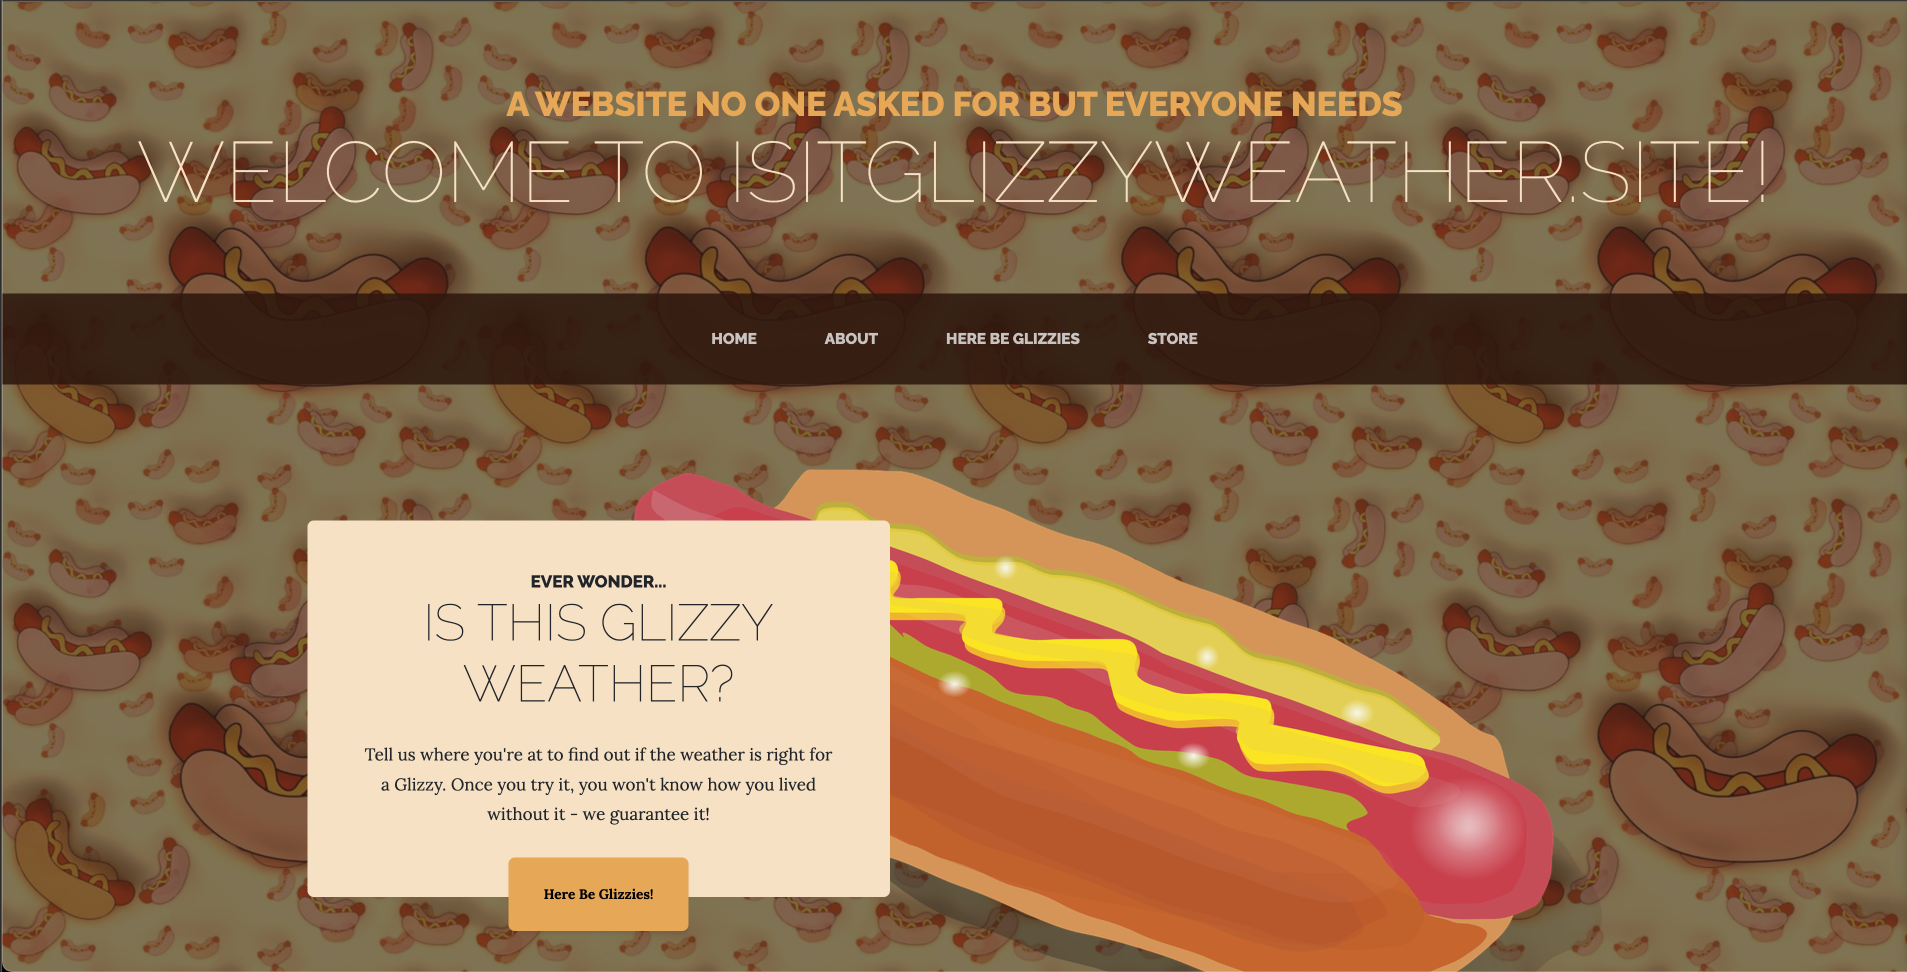 A WEBSITE NO ONE ASKED FOR BUT EVERYONE NEEDS
WELCOME TO ISITGLIZZYWEATHER.SITE!
HOME ABOUT HERE BE GLIZZIES STORE
EVER WONDER...
IS THIS GLIZZY
WEATHER?
Tell us where you're at to find out if the weather is right for
a Glizzy. Once you try it, you won't know how you lived
without it - we guarantee it!
Here Be Glizzies!